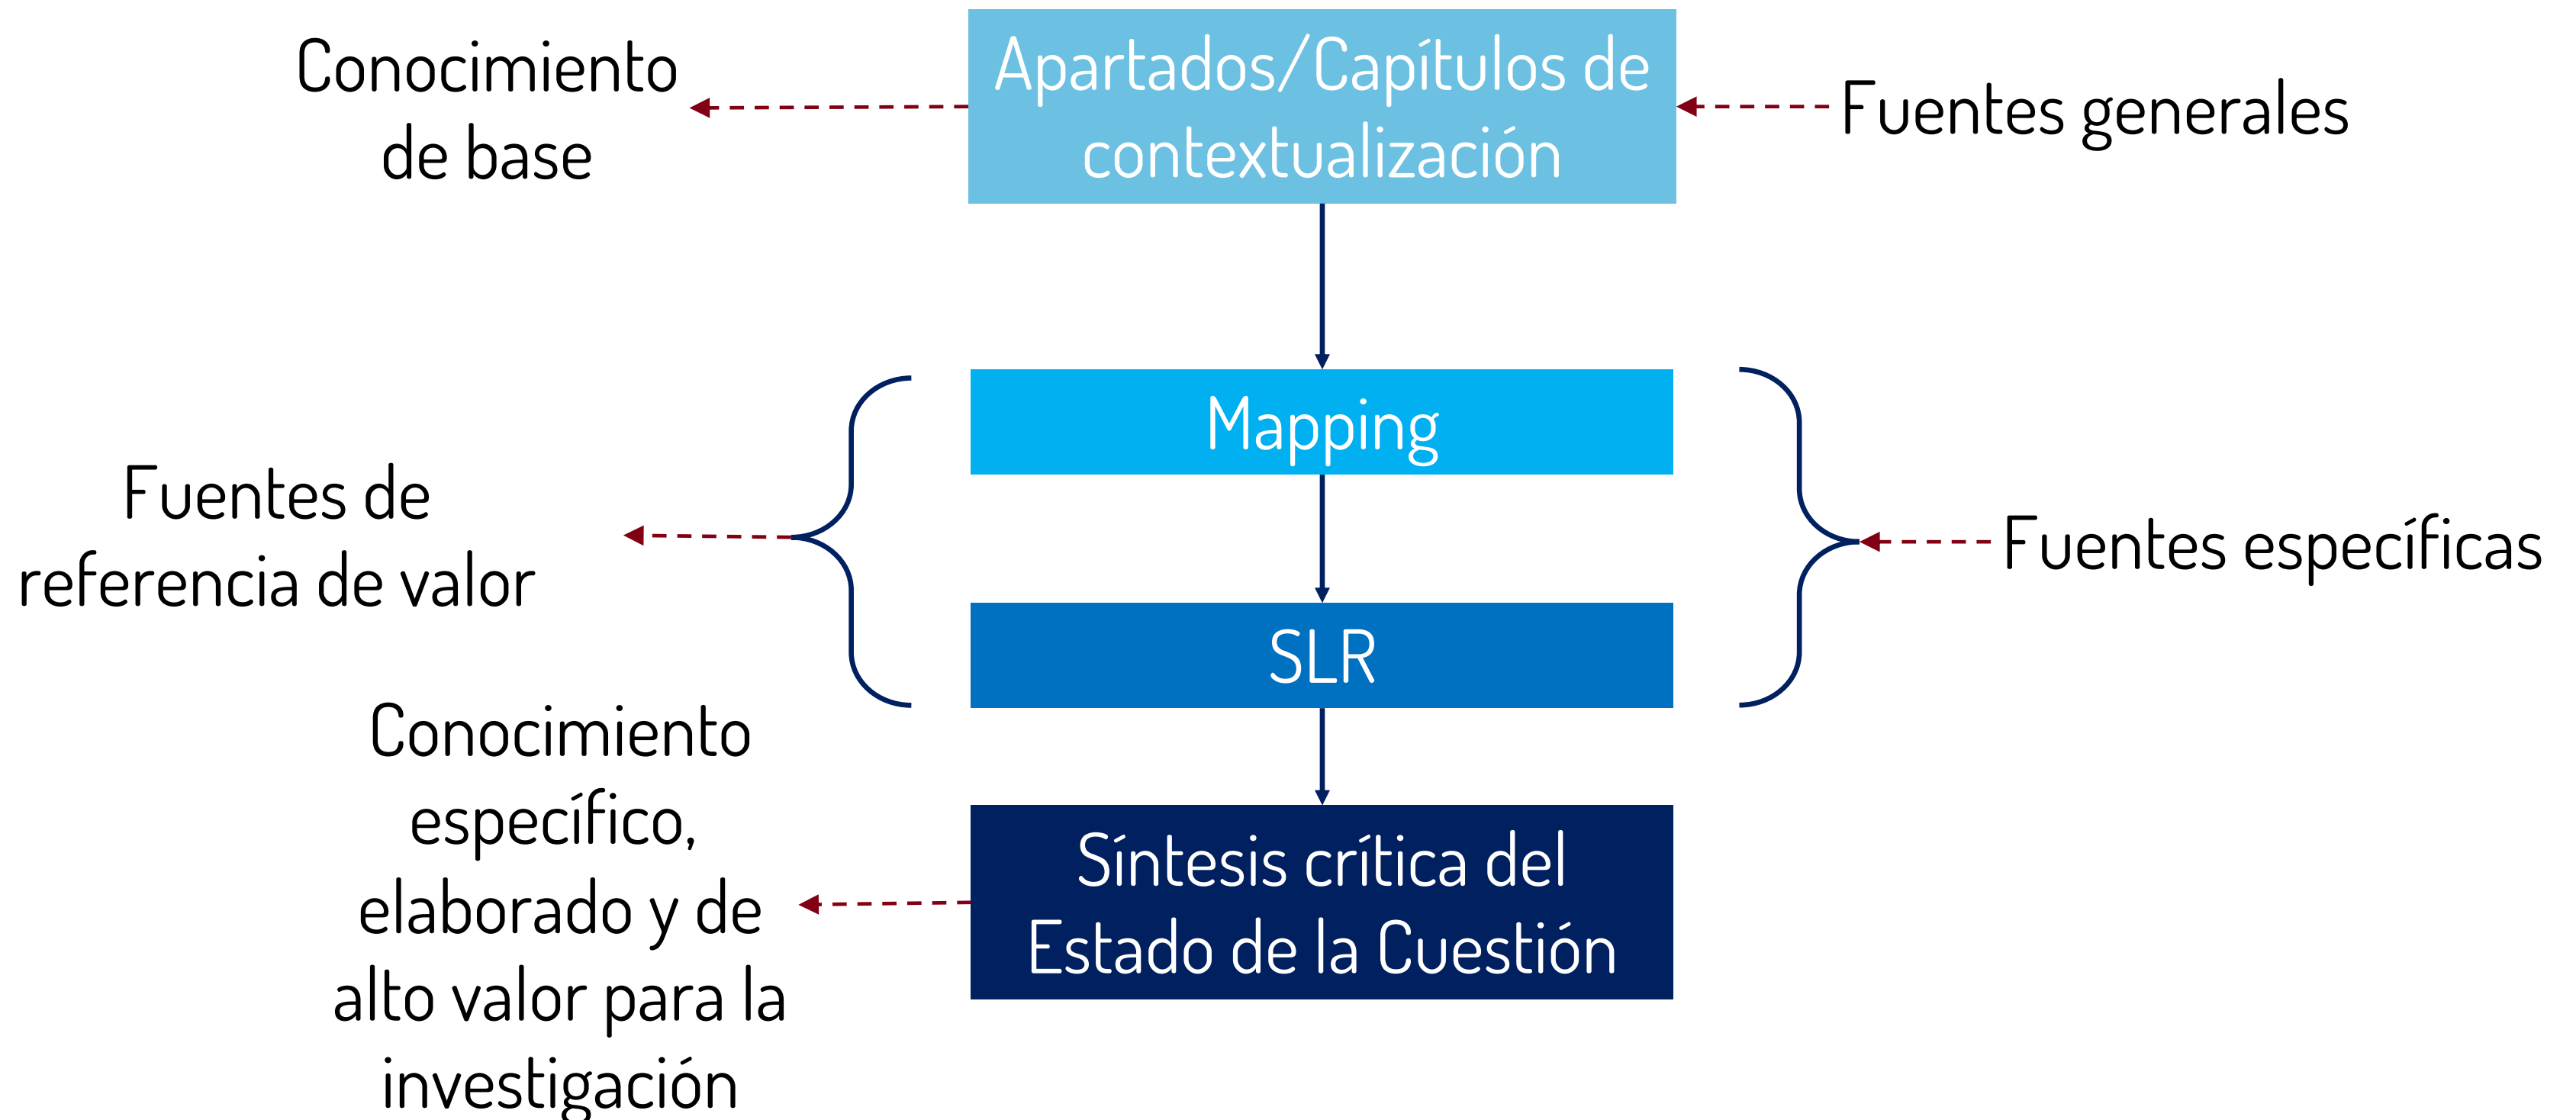 Conocimiento
de base
Apartados/Capítulos de
contextualización
Fuentes generales
Mapping
Fuentes de
referencia de valor
Fuentes específicas
SLR
Conocimiento
específico,
elaborado y de
alto valor para la
investigación
Síntesis crítica del
Estado de la Cuestión